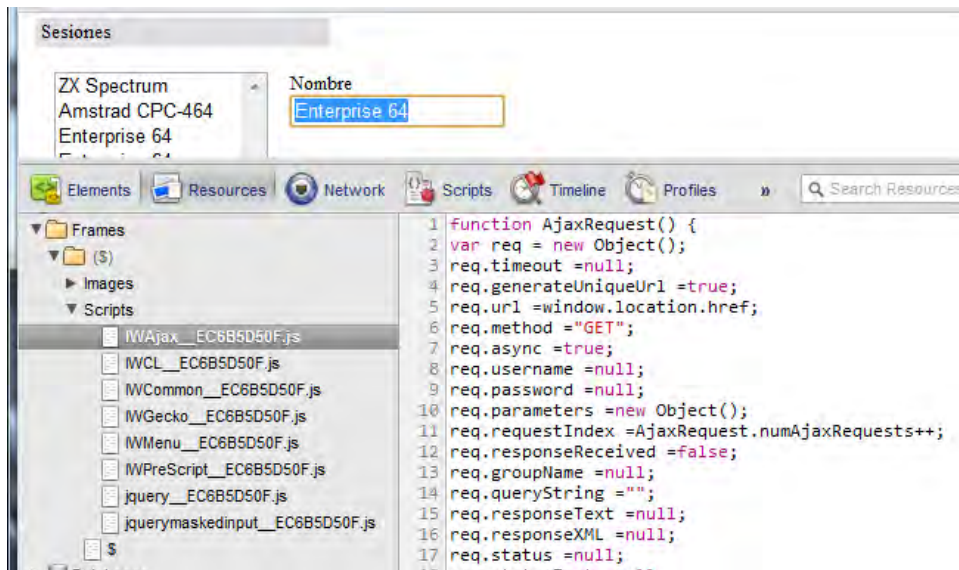 Sesiones
ZX Spectrum
Amstrad CPC-464
Enterprise 64
Nombre
Enterprise 64
Elements Resources Network Scripts Timeline Profiles » Search Resources
Frames
($)
Images
Scripts
IWAjax__EC6B5D50F.js
IWCL__EC6B5D50F.js
IWCommon__EC6B5D50F.js
IWGecko__EC6B5D50F.js
IWMenu__EC6B5D50F.js
IWPreScript__EC6B5D50F.js
jquery__EC6B5D50F.js
jquerymaskedinput__EC6B5D50F.js
$
1 function AjaxRequest() {
2 var req = new Object();
3 req.timeout =null;
4 req.generateUniqueUrl =true;
5 req.url =window.location.href;
6 req.method ="GET";
7 req.async =true;
8 req.username =null;
9 req.password =null;
10 req.parameters =new Object();
11 req.requestIndex =AjaxRequest.numAjaxRequests++;
12 req.responseReceived =false;
13 req.groupName =null;
14 req.queryString ="";
15 req.responseText =null;
16 req.responseXML =null;
17 req.status =null;